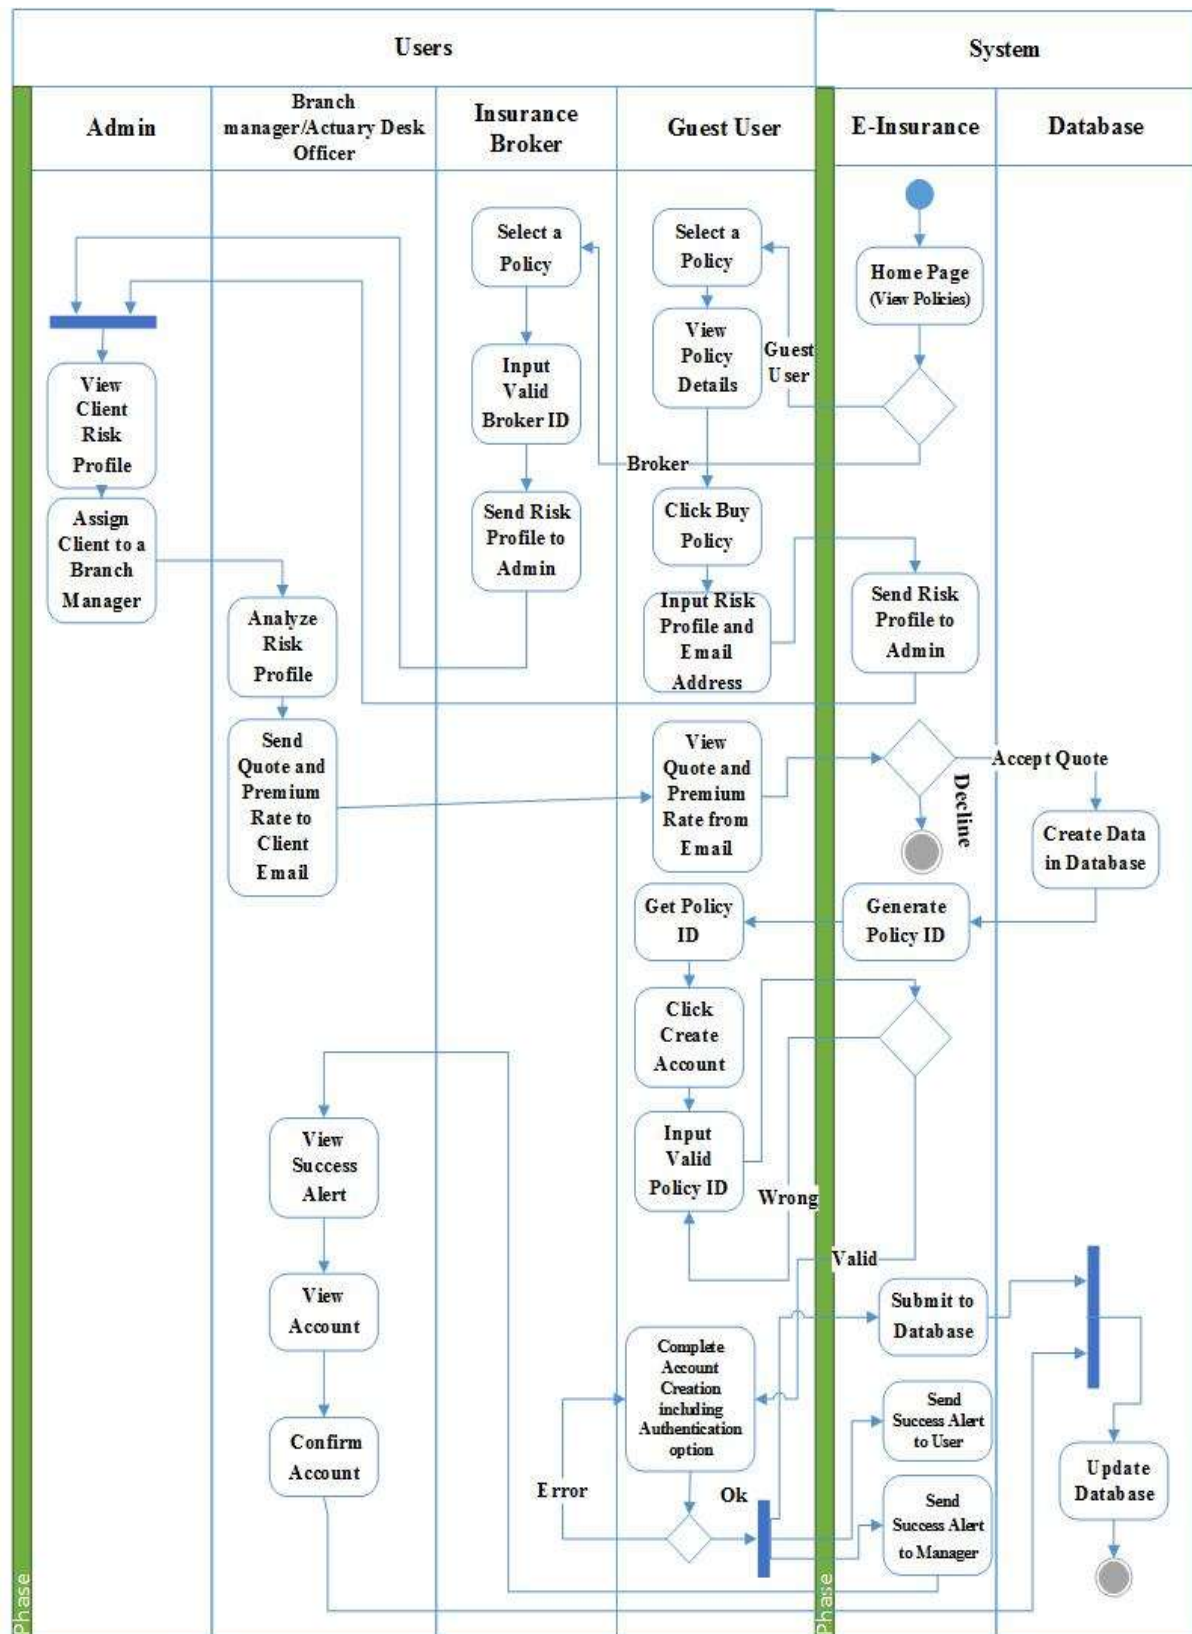 Users
System
Admin
Branch
manager/Actuary Desk
Officer
Insurance
Broker
Guest User
E-Insurance
Database
Select a
Policy
Select a
Policy
Home Page
(View Policies)
View
Policy
Details
Guest
User
Input
Valid
Broker ID
View
Client
Risk
Profile
Broker
Assign
Client to a
Branch
Manager
Send Risk
Profile to
Admin
Click Buy
Policy
Analyze
Risk
Profile
Input Risk
Profile and
Email
Address
Send Risk
Profile to
Admin
Send
Quote and
Premium
Rate to
Client
Email
View
Quote and
Premium
Rate from
Email
Accept Quote
Decline
Create Data
in Database
Get Policy
ID
Generate
Policy ID
Click
Create
Account
View
Success
Alert
Input
Valid
Policy ID
Wrong
Valid
View
Account
Submit to
Database
Complete
Account
Creation
including
Authentication
option
Send
Success Alert
to User
Confirm
Account
Error
Ok
Send
Success Alert
to Manager
Update
Database
Phase
Phase